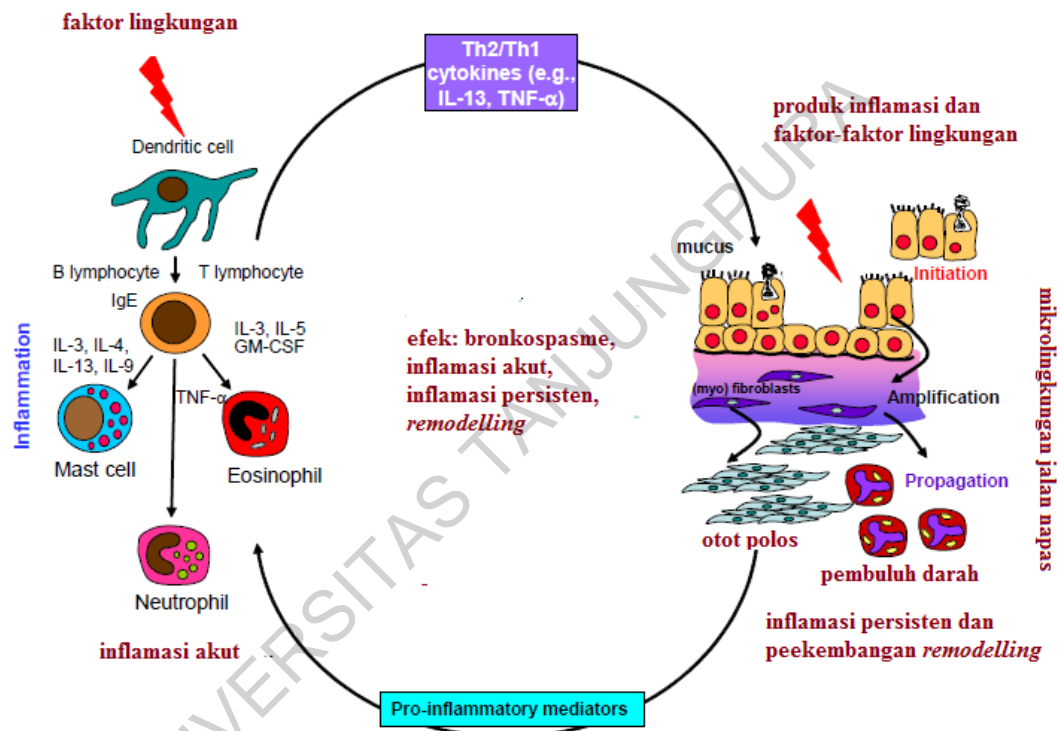 faktor lingkungan
Th2/Th1
cytokines (e.g.,
IL-13, TNF-α)
produk inflamasi dan
faktor-faktor lingkungan
Dendritic cell
mucus
Initiation
B lymphocyte
T lymphocyte
IgE
IL-3, IL-5
GM-CSF
IL-3, IL-4,
IL-13, IL-9
TNF-α
Inflammation
Mast cell
Eosinophil
Neutrophil
inflamasi akut
efek: bronkospasme,
inflamasi akut,
inflamasi persisten,
remodelling
(myo) fibroblasts
Amplification
Propagation
otot polos
pembuluh darah
mikrolingkungan jalan napas
inflamasi persisten dan
peekembangan remodelling
Pro-inflammatory mediators
VERSITAS TANJUNGPURA